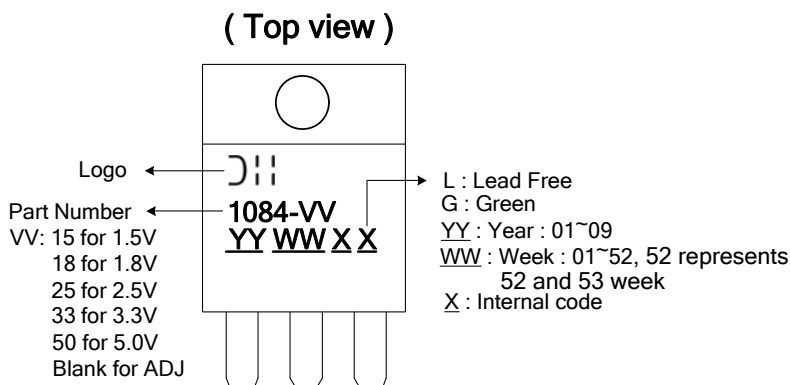 ( Top view )
Logo
1084-VV
YY WW X X
Part Number
VV: 15 for 1.5V
18 for 1.8V
25 for 2.5V
33 for 3.3V
50 for 5.0V
Blank for ADJ
L : Lead Free
G : Green
YY : Year : 01~09
WW : Week : 01~52, 52 represents
52 and 53 week
X : Internal code